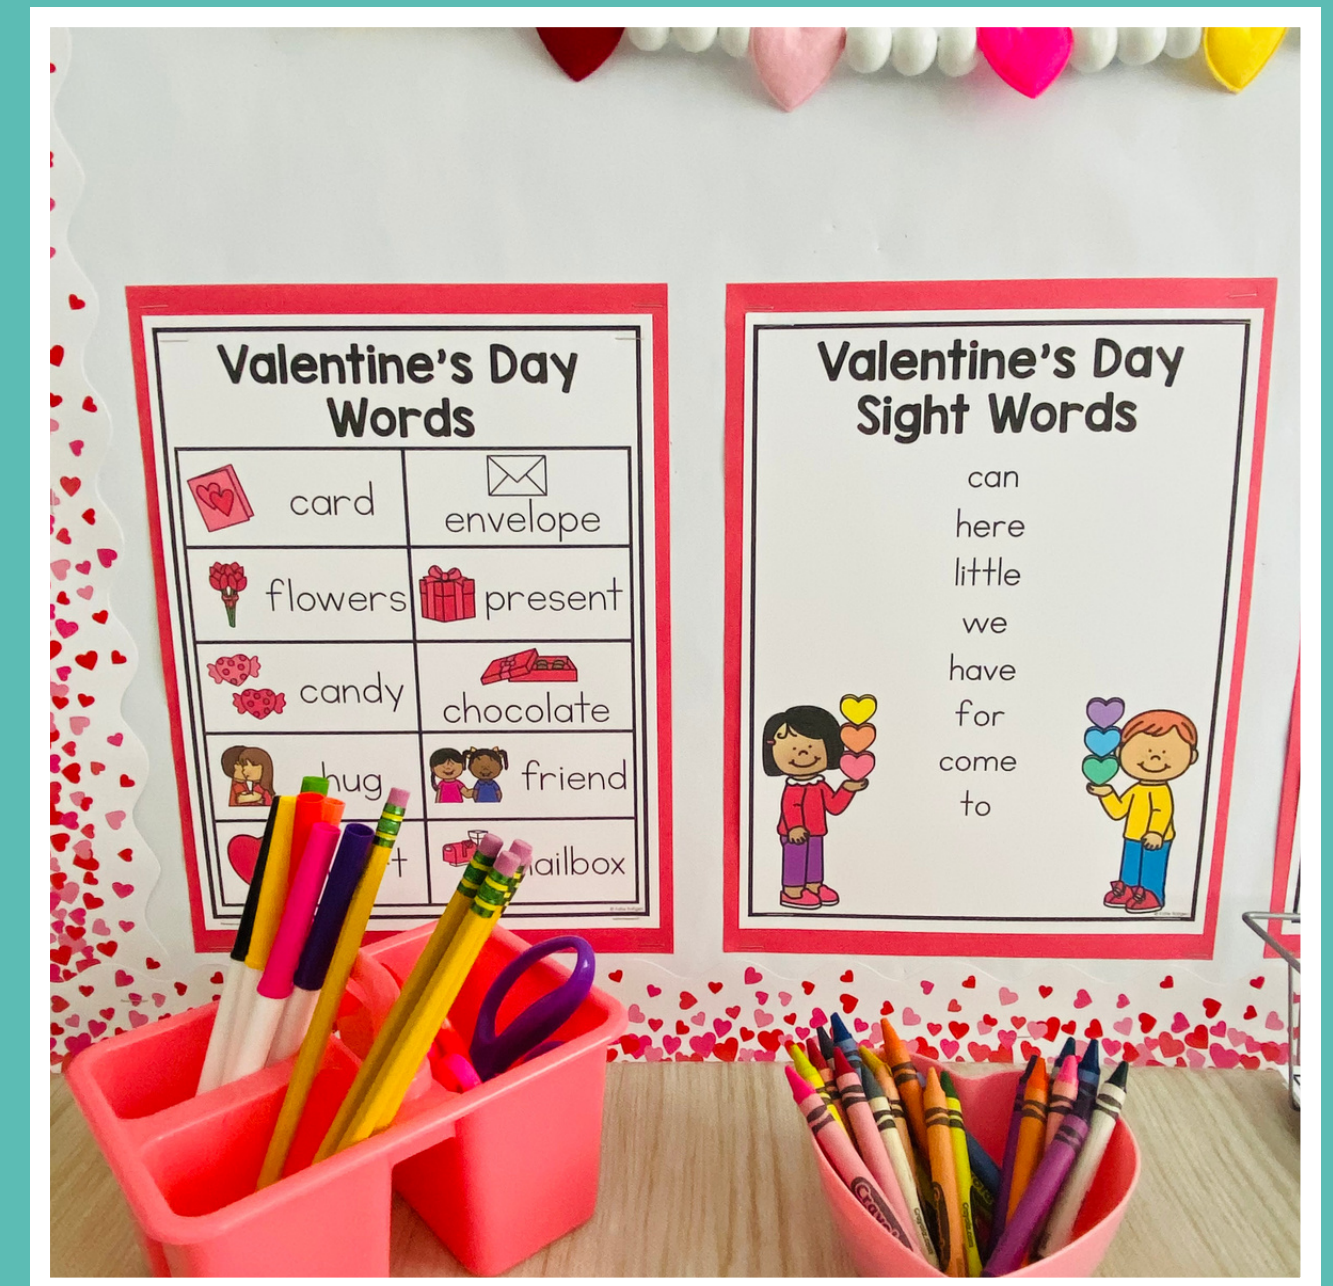 Valentine's Day
Words
card
envelope
flowers
present
candy
chocolate
hug
friend
Valentine's Day
Sight Words
can
here
little
we
have
for
come
to
Crayola